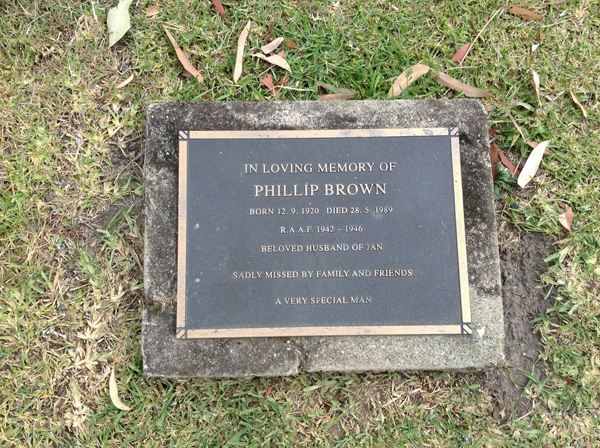 IN LOVING MEMORY OF
PHILLIP BROWN
BORN 12. 9. 1920 DIED 28. 5. 1989
R.A.A.F. 1942 – 1946
BELOVED HUSBAND OF JAN
SADLY MISSED BY FAMILY AND FRIENDS
A VERY SPECIAL MAN